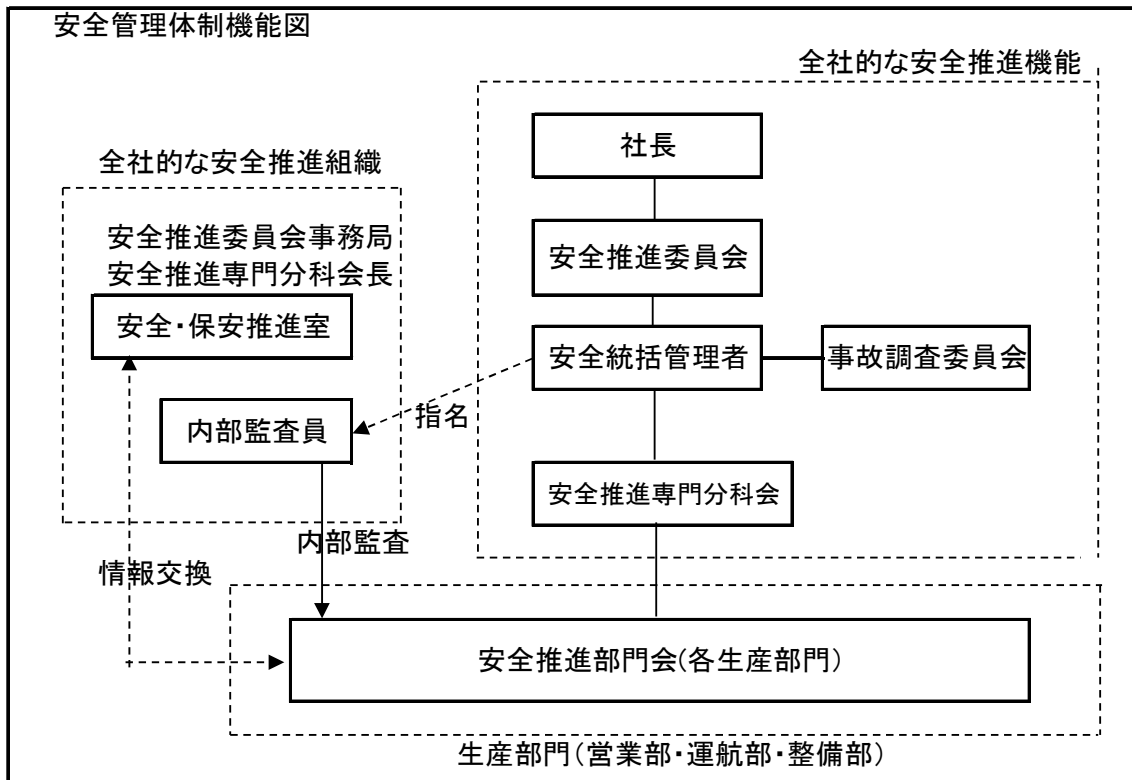 安全管理体制機能図
全社的な安全推進機能
社長
全社的な安全推進組織
安全推進委員会事務局
安全推進専門分科会長
安全推進委員会
安全・保安推進室
安全統括管理者
事故調査委員会
指名
内部監査員
安全推進専門分科会
内部監査
情報交換
安全推進部門会(各生産部門)
生産部門(営業部・運航部・整備部)